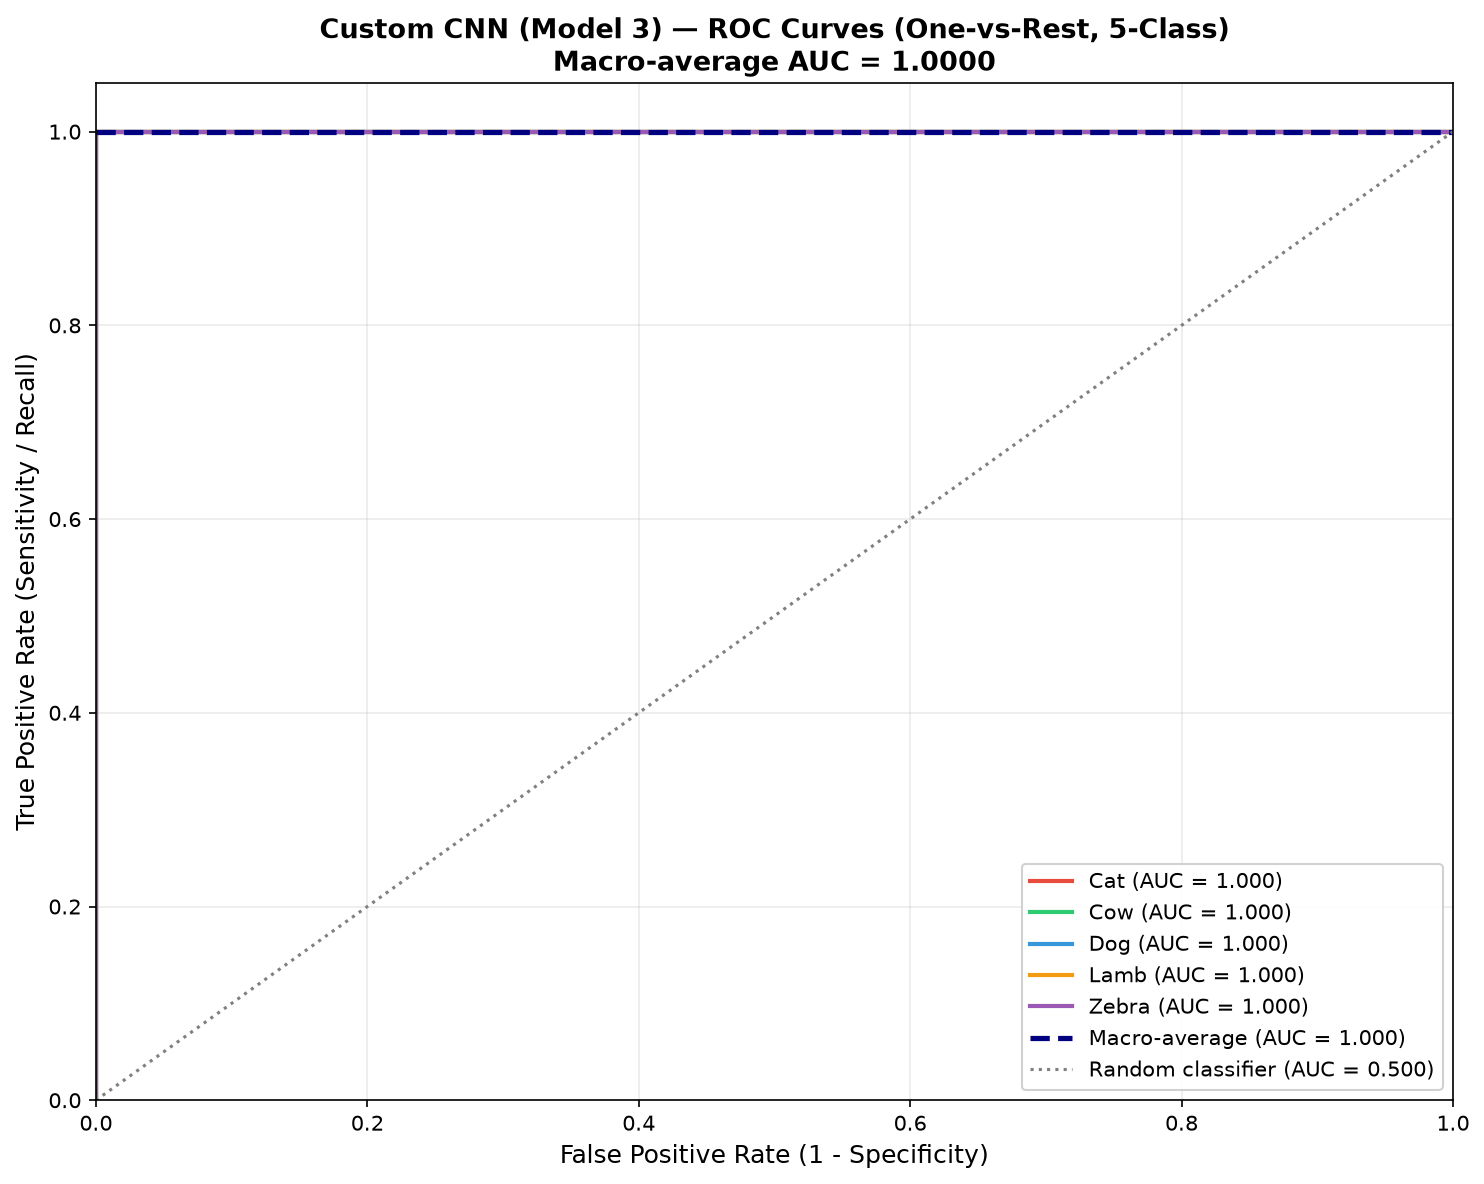 Custom CNN (Model 3) — ROC Curves (One-vs-Rest, 5-Class)
Macro-average AUC = 1.0000
True Positive Rate (Sensitivity / Recall)
1.0
0.8
0.6
0.4
0.2
0.0
Cat (AUC = 1.000)
Cow (AUC = 1.000)
Dog (AUC = 1.000)
Lamb (AUC = 1.000)
Zebra (AUC = 1.000)
Macro-average (AUC = 1.000)
Random classifier (AUC = 0.500)
0.0 0.2 0.4 0.6 0.8 1.0
False Positive Rate (1 - Specificity)